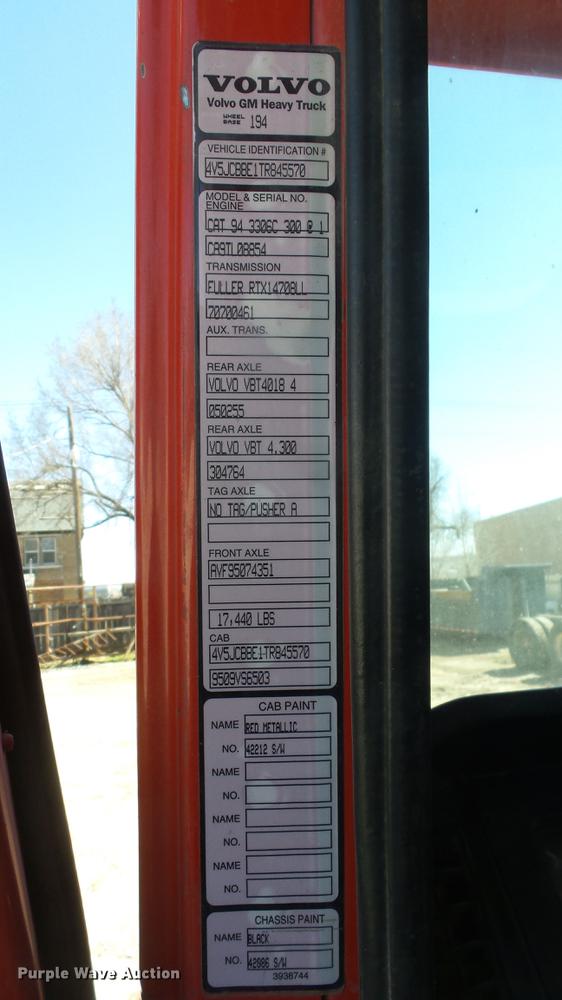 VOLVO
Volvo GM Heavy Truck
WHEEL BASE 194
VEHICLE IDENTIFICATION #
4V5JCBBE1TR845570
MODEL & SERIAL NO.
ENGINE
CAT 94 3306C 300 @ 1
CA9TL08854
TRANSMISSION
FULLER RTX14708LL
70700461
AUX. TRANS.
REAR AXLE
VOLVO VBT4018 4
050255
REAR AXLE
VOLVO VBT 4.300
304764
TAG AXLE
NO TAG/PUSHER A
FRONT AXLE
AVF95074351
17,440 LBS
CAB
4V5JCBBE1TR845570
9509VS6503
CAB PAINT
NAME RED METALLIC
NO. 42212 S/W
NAME
NO.
NAME
NO.
NAME
NO.
CHASSIS PAINT
NAME BLACK
NO. 42986 S/W
3938744
Purple Wave Auction